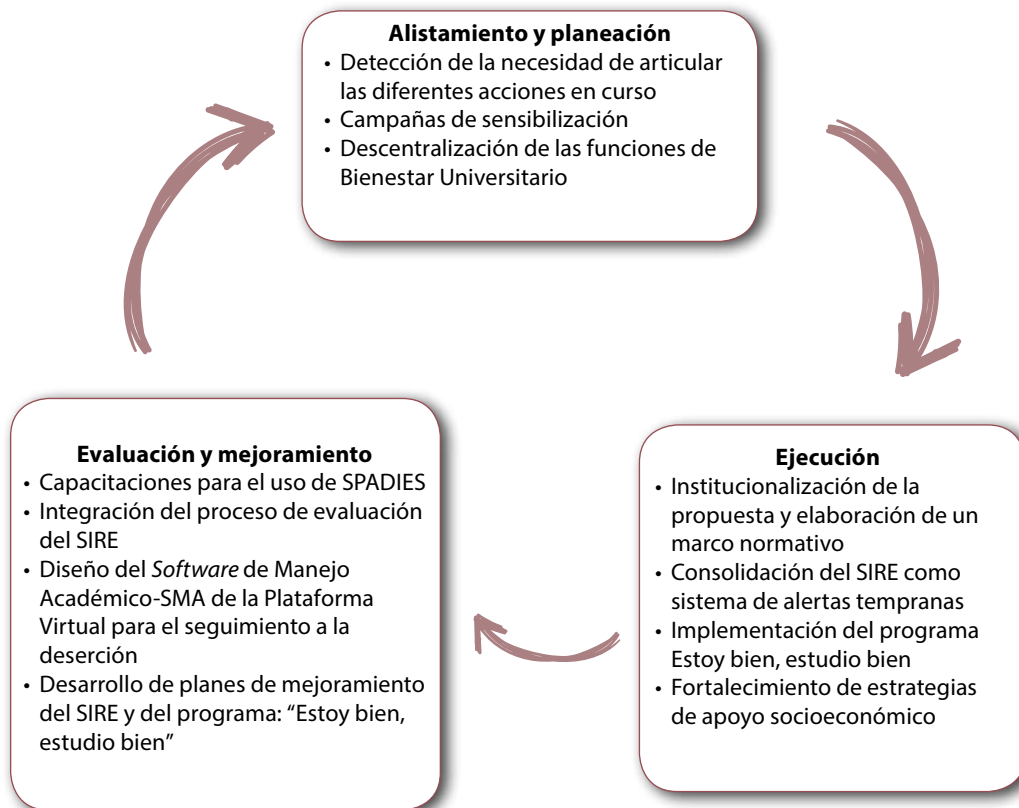 Alistamiento y planeación
• Detección de la necesidad de articular
las diferentes acciones en curso
• Campañas de sensibilización
• Descentralización de las funciones de
Bienestar Universitario
Evaluación y mejoramiento
• Capacitaciones para el uso de SPADIES
• Integración del proceso de evaluación
del SIRE
• Diseño del Software de Manejo
Académico-SMA de la Plataforma
Virtual para el seguimiento a la
deserción
• Desarrollo de planes de mejoramiento
del SIRE y del programa: “Estoy bien,
estudio bien”
Ejecución
• Institucionalización de la
propuesta y elaboración de un
marco normativo
• Consolidación del SIRE como
sistema de alertas tempranas
• Implementación del programa
Estoy bien, estudio bien
• Fortalecimiento de estrategias
de apoyo socioeconómico